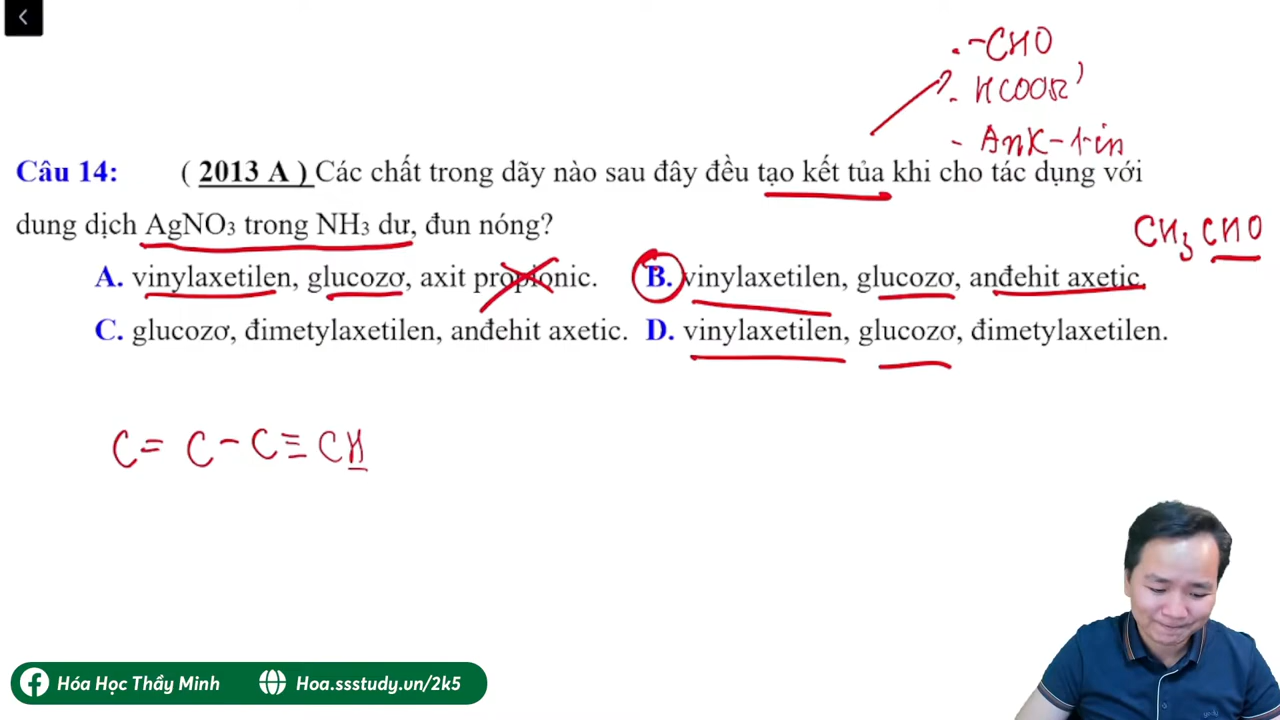 · -CHO
- HCOOR'
- Ank-1-in
Câu 14: ( 2013 A ) Các chất trong dãy nào sau đây đều tạo kết tủa khi cho tác dụng với
dung dịch AgNO₃ trong NH₃ dư, đun nóng?
CH₃CHO
A. vinylaxetilen, glucozơ, axit propionic. B. vinylaxetilen, glucozơ, anđehit axetic.
C. glucozơ, đimetylaxetilen, anđehit axetic. D. vinylaxetilen, glucozơ, đimetylaxetilen.
C = C - C ≡ CH
Hóa Học Thầy Minh Hoa.ssstudy.vn/2k5